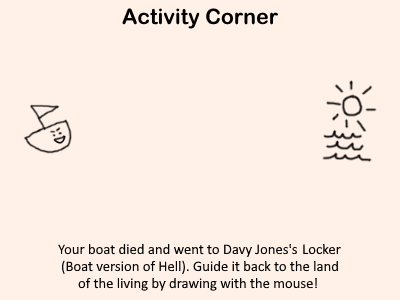 Activity Corner
Your boat died and went to Davy Jones's Locker
(Boat version of Hell). Guide it back to the land
of the living by drawing with the mouse!